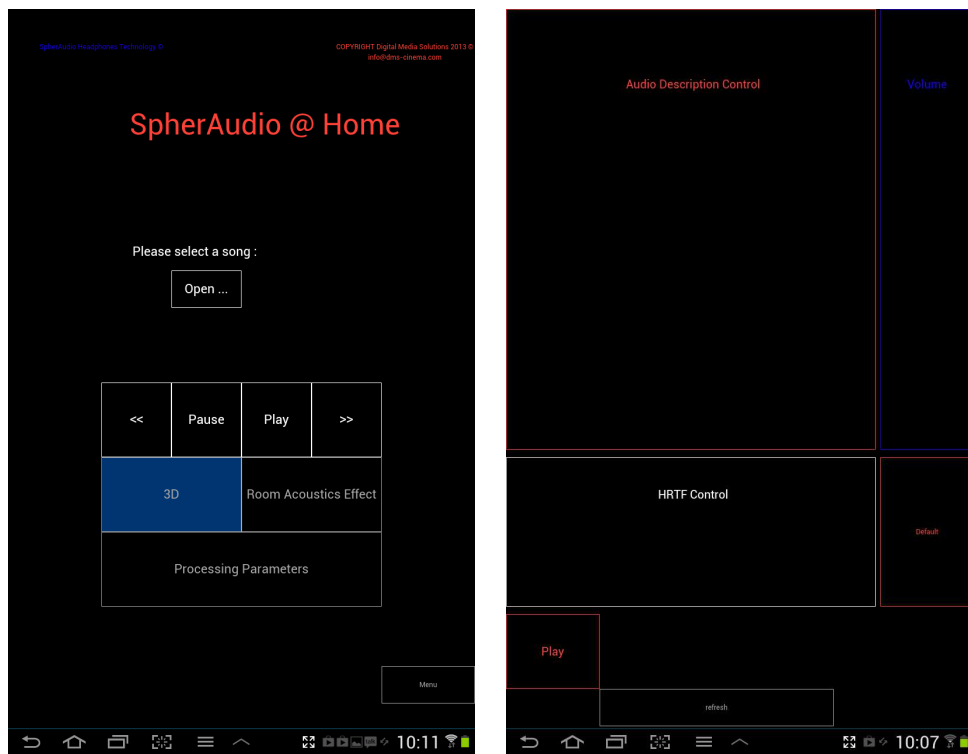 SpherAudio Headphones Technology ©
COPYRIGHT Digital Media Solutions 2013 ©
info@dms-cinema.com
SpherAudio @ Home
Please select a song :
Open ...
<< Pause Play >>
3D Room Acoustics Effect
Processing Parameters
Menu
10:11
Audio Description Control Volume
HRTF Control
Default
Play
refresh
10:07